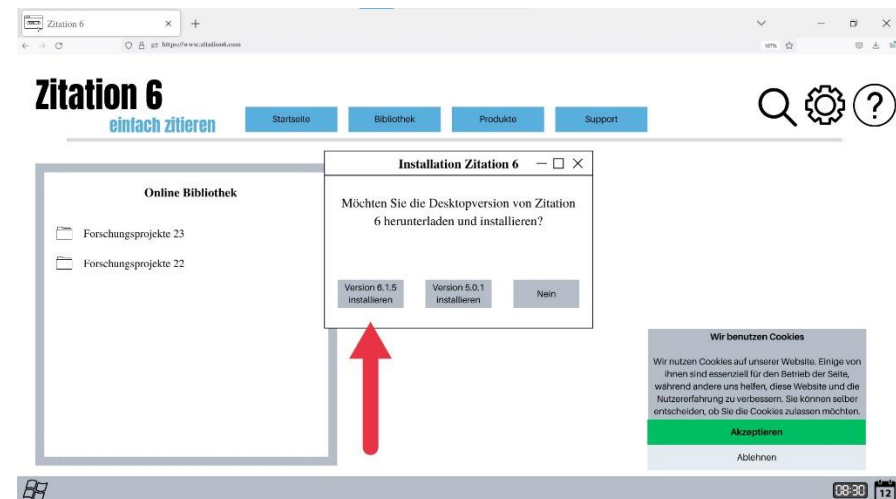 Zitation 6
https://www.zitation6.com
107%
Zitation 6
einfach zitieren
Startseite
Bibliothek
Produkte
Support
?
Online Bibliothek
Forschungsprojekte 23
Forschungsprojekte 22
Installation Zitation 6
Möchten Sie die Desktopversion von Zitation
6 herunterladen und installieren?
Version 6.1.5
installieren
Version 5.0.1
installieren
Nein
Wir benutzen Cookies
Wir nutzen Cookies auf unserer Website. Einige von
ihnen sind essenziell für den Betrieb der Seite,
während andere uns helfen, diese Website und die
Nutzererfahrung zu verbessern. Sie können selber
entscheiden, ob Sie die Cookies zulassen möchten.
Akzeptieren
Ablehnen
08:30
12